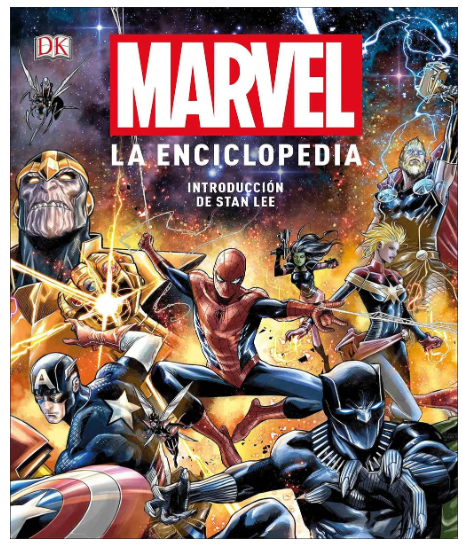 DK
MARVEL
LA ENCICLOPEDIA
INTRODUCCIÓN
DE STAN LEE
A